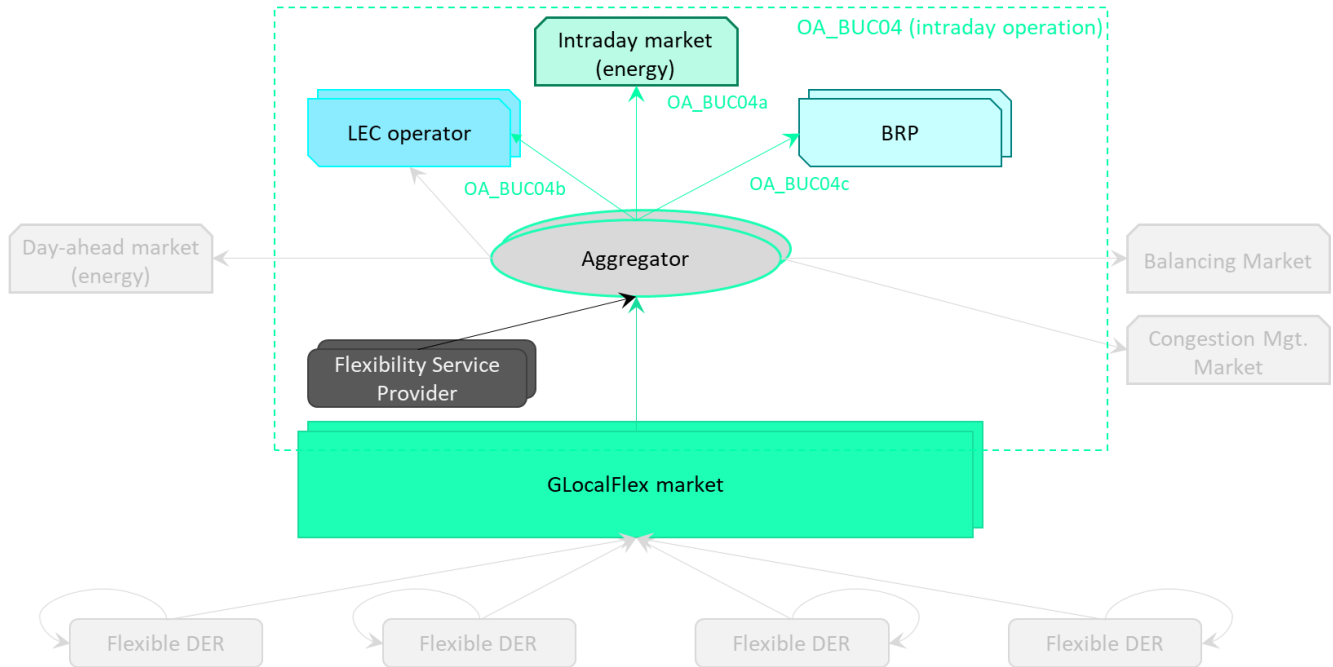 OA_BUC04 (intraday operation)
Intraday market
(energy)
OA_BUC04a
LEC operator
BRP
OA_BUC04b
OA_BUC04c
Day-ahead market
(energy)
Aggregator
Balancing Market
Flexibility Service
Provider
Congestion Mgt.
Market
GLocalFlex market
Flexible DER
Flexible DER
Flexible DER
Flexible DER